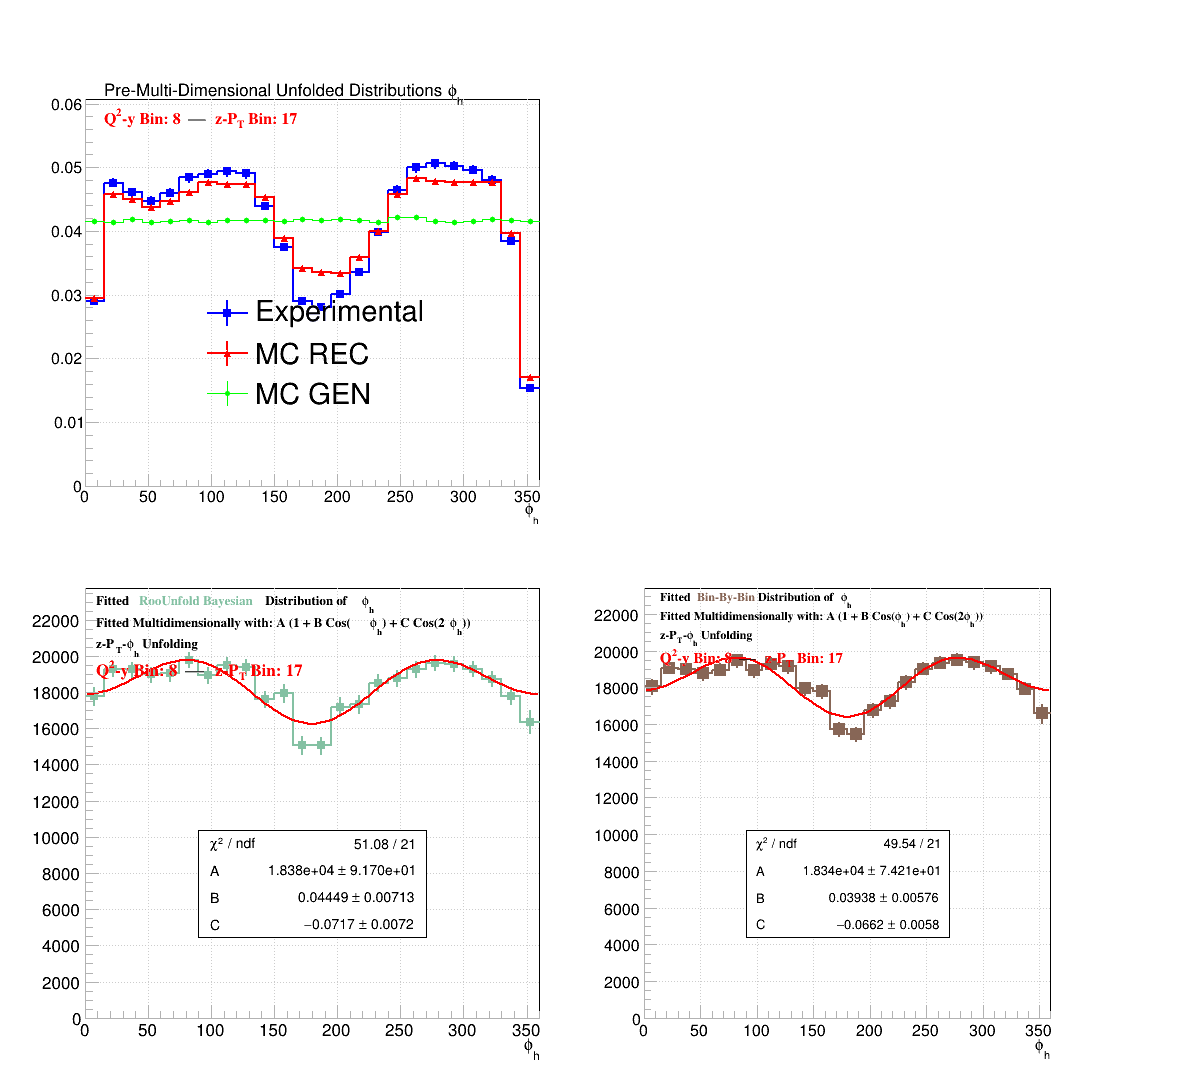 Pre-Multi-Dimensional Unfolded Distributions ϕ_h
Q²-y Bin: 8 — z-P_T Bin: 17
0.06
0.05
0.04
0.03
0.02
0.01
0
Experimental
MC REC
MC GEN
0 50 100 150 200 250 300 350
ϕ_h
Fitted RooUnfold Bayesian Distribution of ϕ_h
Fitted Multidimensionally with: A (1 + B Cos( ϕ_h) + C Cos(2 ϕ_h))
z-P_T-ϕ_h Unfolding
Q²-y Bin: 8 — z-P_T Bin: 17
22000
20000
18000
16000
14000
12000
10000
8000
6000
4000
2000
0
χ² / ndf 51.08 / 21
A 1.838e+04 ± 9.170e+01
B 0.04449 ± 0.00713
C −0.0717 ± 0.0072
0 50 100 150 200 250 300 350
ϕ_h
Fitted Bin-By-Bin Distribution of ϕ_h
Fitted Multidimensionally with: A (1 + B Cos(ϕ_h) + C Cos(2ϕ_h))
z-P_T-ϕ_h Unfolding
Q²-y Bin: 8 — z-P_T Bin: 17
22000
20000
18000
16000
14000
12000
10000
8000
6000
4000
2000
0
χ² / ndf 49.54 / 21
A 1.834e+04 ± 7.421e+01
B 0.03938 ± 0.00576
C −0.0662 ± 0.0058
0 50 100 150 200 250 300 350
ϕ_h